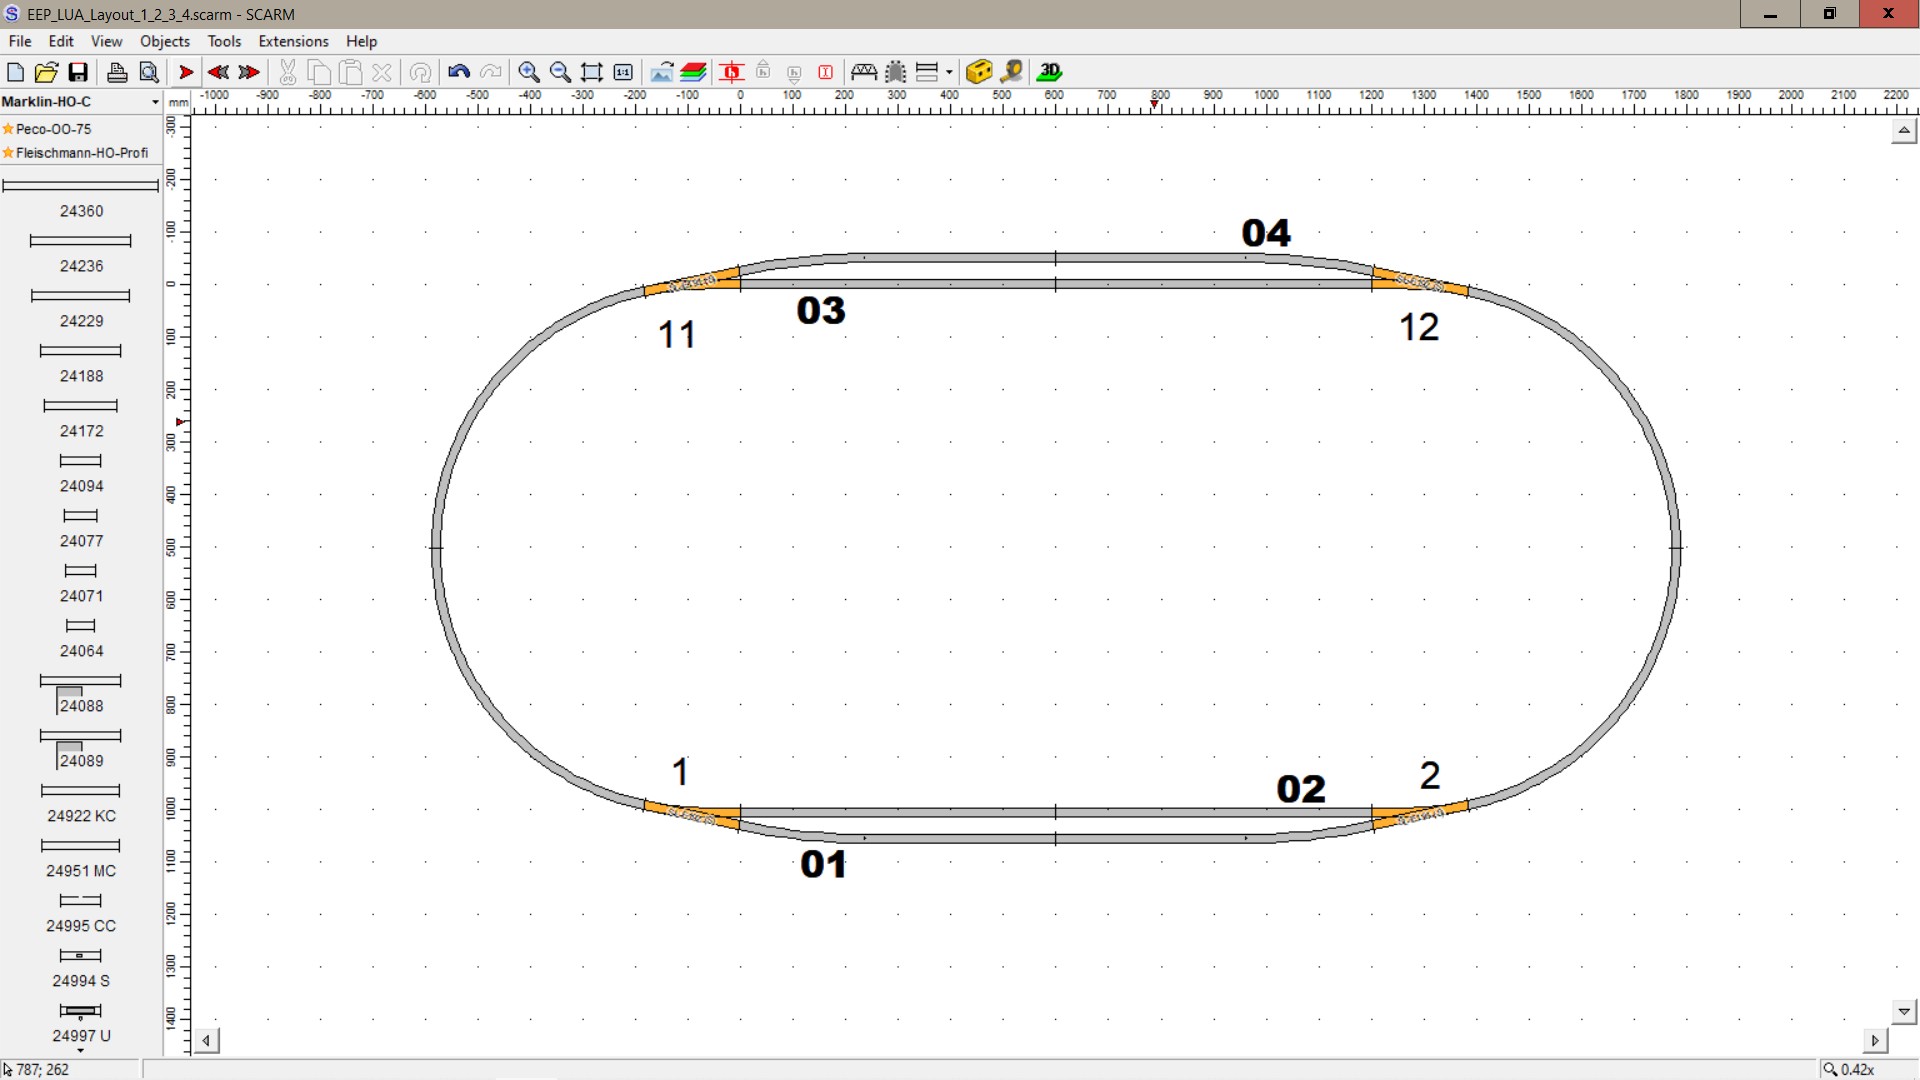 EEP_LUA_Layout_1_2_3_4.scarm - SCARM
File Edit View Objects Tools Extensions Help
1:1 3D
Marklin-HO-C
mm -1000 -900 -800 -700 -600 -500 -400 -300 -200 -100 0 100 200 300 400 500 600 700 800 900 1000 1100 1200 1300 1400 1500 1600 1700 1800 1900 2000 2100 2200
Peco-OO-75
Fleischmann-HO-Profi
24360
24236
24229
24188
24172
24094
24077
24071
24064
24088
24089
24922 KC
24951 MC
24995 CC
24994 S
24997 U
-300
-200
-100
0
100
200
300
400
500
600
700
800
900
1000
1100
1200
1300
1400
04
03
11
12
1
2
02
01
787; 262
0.42x